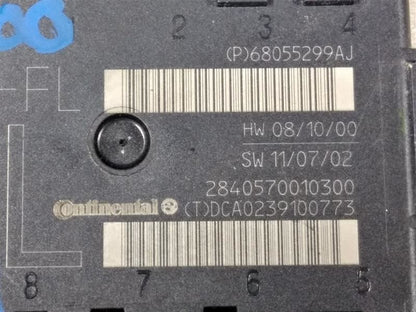 2 3 4
(P)68055299AJ
-FL
HW 08/10/00
SW 11/07/02
2840570010300
Continental (T)DCA0239100773
8 7 6 5